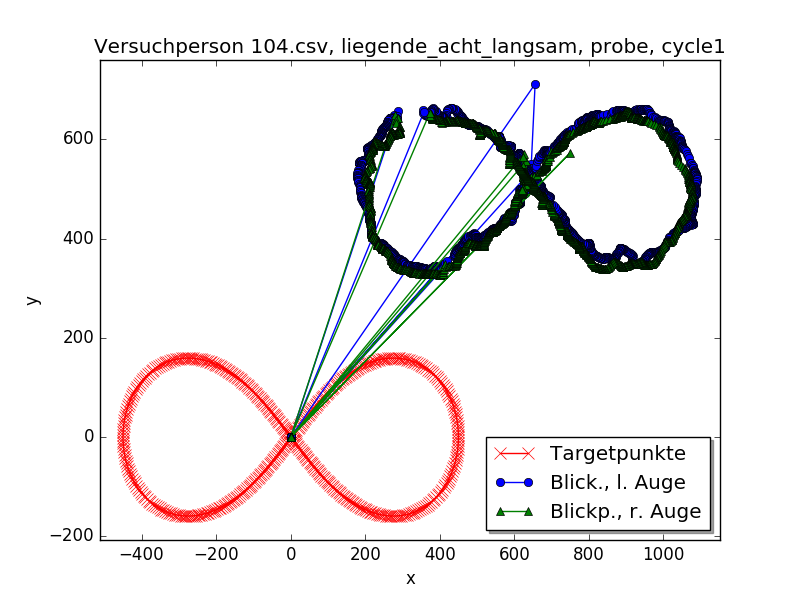 Versuchperson 104.csv, liegende_acht_langsam, probe, cycle1
y
600
400
200
0
−200
−400
−200
0
200
400
600
800
1000
x
Targetpunkte
Blick., l. Auge
Blickp., r. Auge